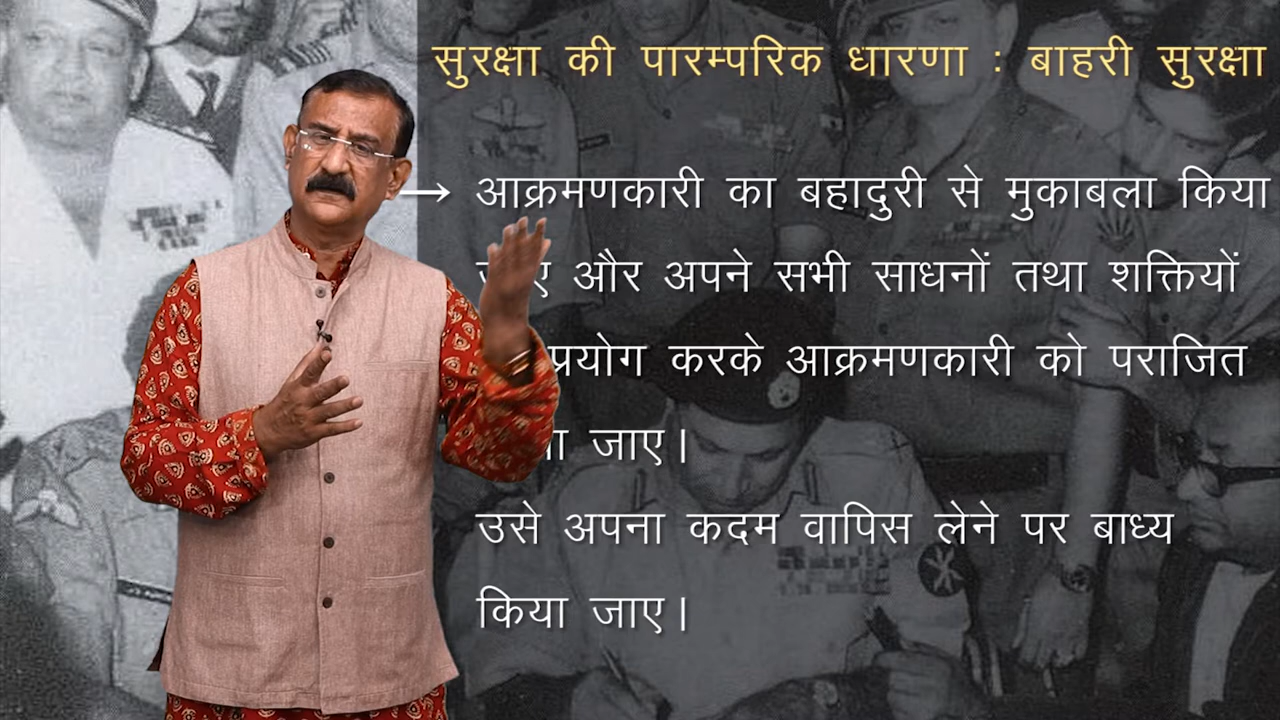 सुरक्षा की पारम्परिक धारणा : बाहरी सुरक्षा
→ आक्रमणकारी का बहादुरी से मुकाबला किया
और अपने सभी साधनों तथा शक्तियों
प्रयोग करके आक्रमणकारी को पराजित
जाए।
उसे अपना कदम वापिस लेने पर बाध्य
किया जाए।